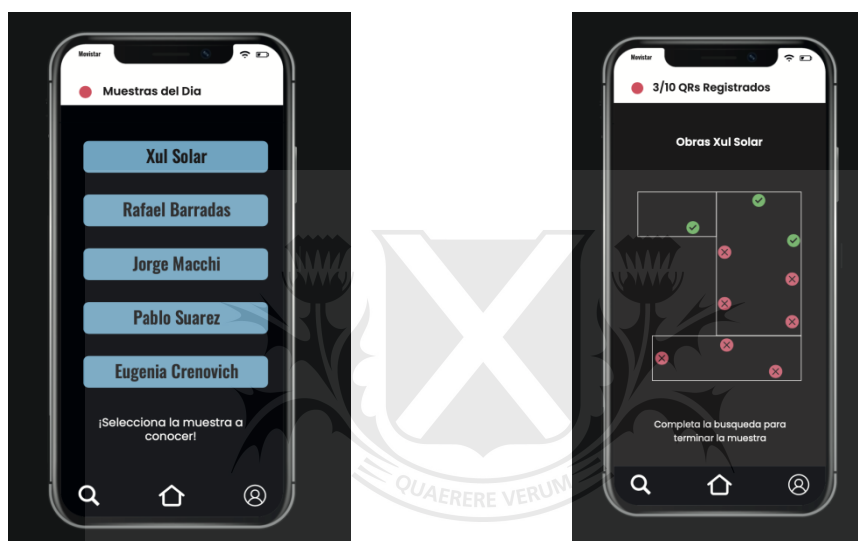 Movistar
Muestras del Dia
Xul Solar
Rafael Barradas
Jorge Macchi
Pablo Suarez
Eugenia Crenovich
¡Selecciona la muestra a
conocer!
Movistar
3/10 QRs Registrados
Obras Xul Solar
Completa la busqueda para
terminar la muestra
QUAERERE VERUM